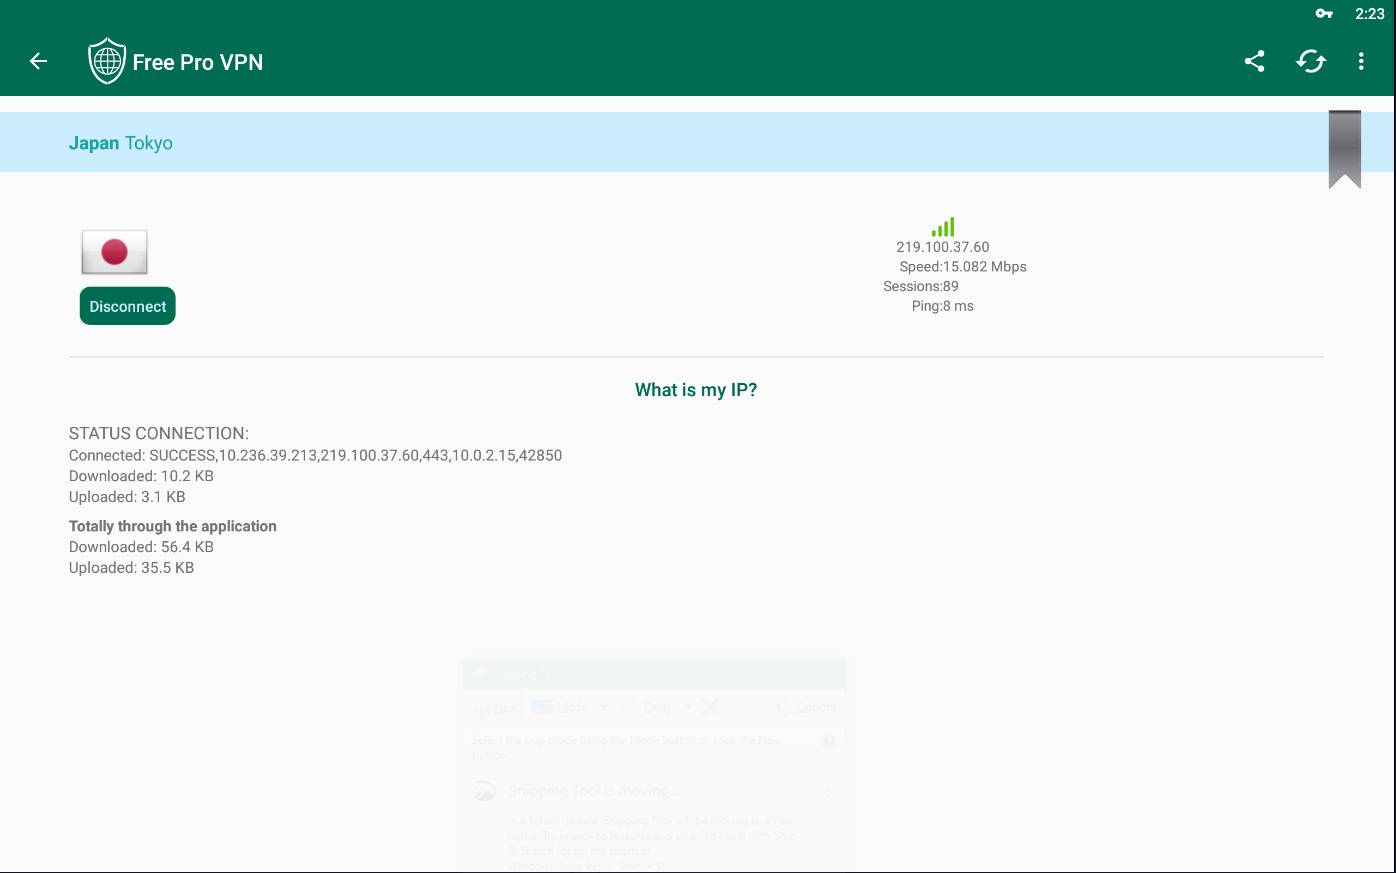 2:23
Free Pro VPN
Japan Tokyo
219.100.37.60
Speed:15.082 Mbps
Sessions:89
Ping:8 ms
Disconnect
What is my IP?
STATUS CONNECTION:
Connected: SUCCESS,10.236.39.213,219.100.37.60,443,10.0.2.15,42850
Downloaded: 10.2 KB
Uploaded: 3.1 KB
Totally through the application
Downloaded: 56.4 KB
Uploaded: 35.5 KB
Snipping Tool
New Mode Delay Options
Select the snip mode using the Mode button or click the New
button.
Snipping Tool is moving...
In a future update, Snipping Tool will be moving to a new
home. Try improved features and snip like usual with Snip
& Sketch (or try the shortcut
Windows logo key + Shift + S).